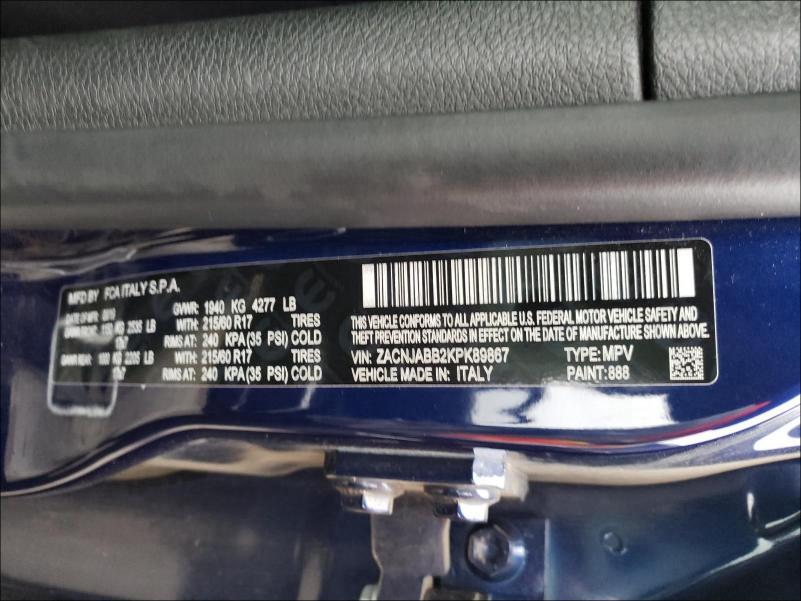 MFD BY FCA ITALY S.P.A.
GVWR: 1940 KG 4277 LB
WITH: 215/60 R17 TIRES
RIMS AT: 240 KPA(35 PSI) COLD
WITH: 215/60 R17 TIRES
RIMS AT: 240 KPA(35 PSI) COLD
THIS VEHICLE CONFORMS TO ALL APPLICABLE U.S. FEDERAL MOTOR VEHICLE SAFETY, BUMPER, AND
THEFT PREVENTION STANDARDS IN EFFECT ON THE DATE OF MANUFACTURE SHOWN ABOVE.
VIN: ZACNJABB2KPK89867 TYPE: MPV
VEHICLE MADE IN: ITALY PAINT: 888